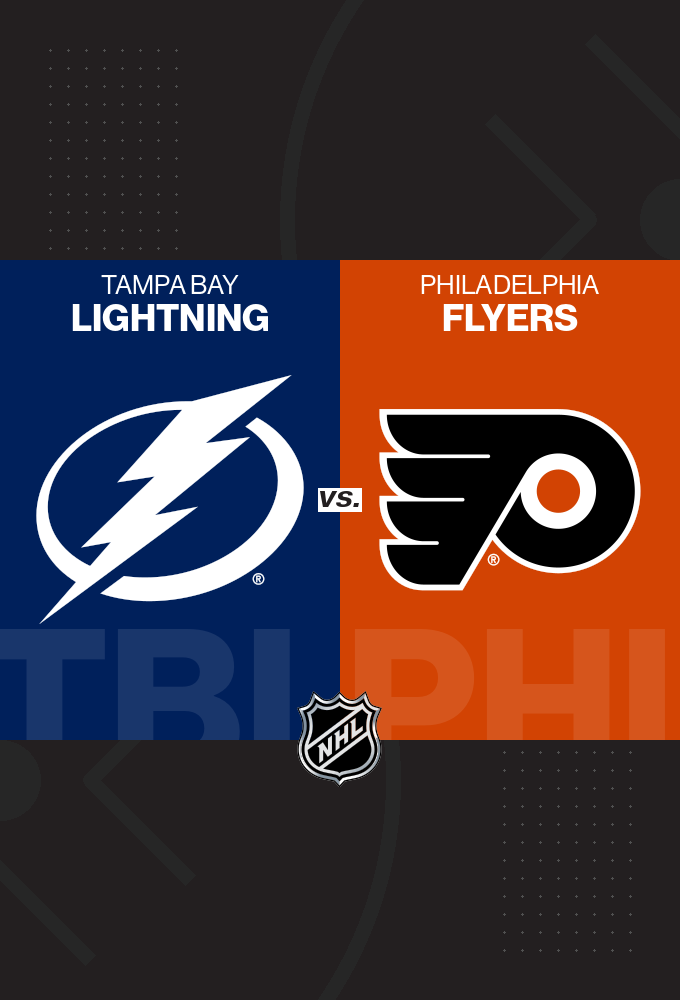 TAMPA BAY
LIGHTNING
PHILADELPHIA
FLYERS
vs.
®
®
TBL
PHI
NHL